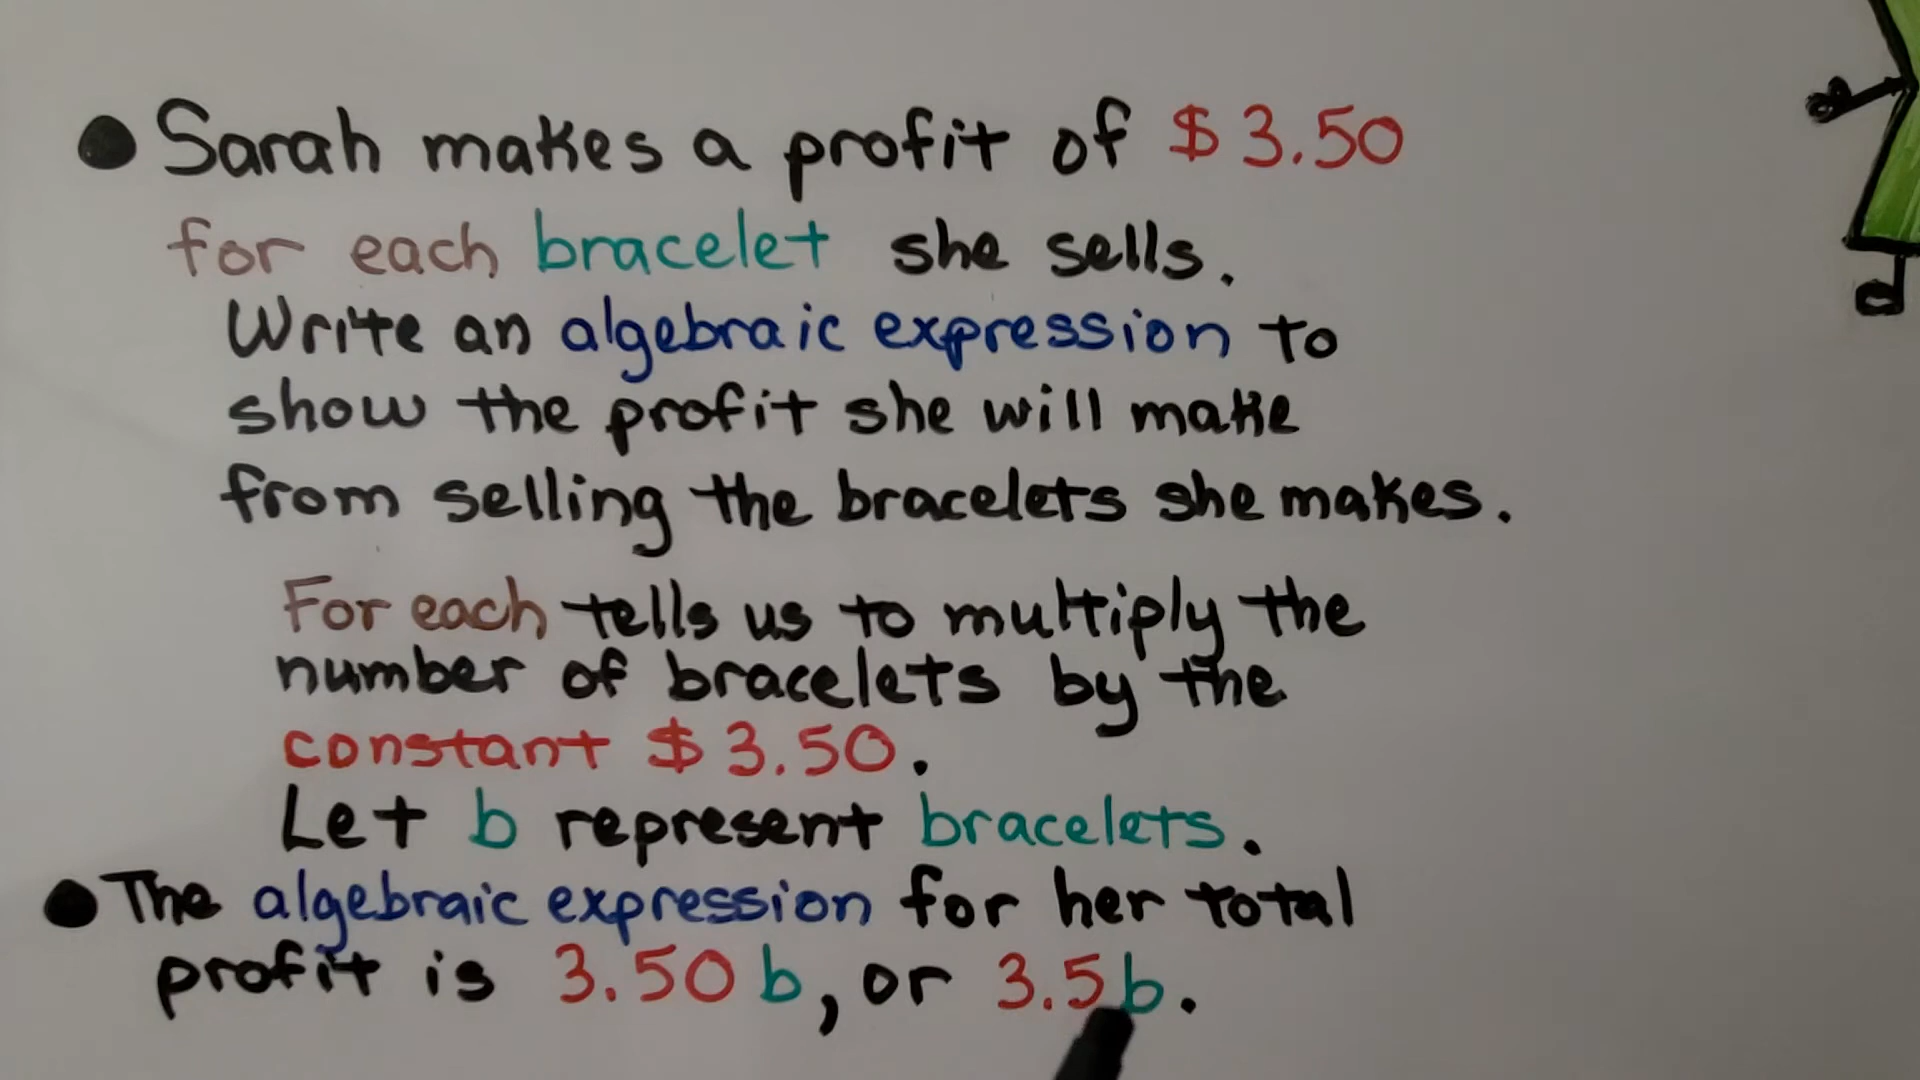 ● Sarah makes a profit of $3.50
for each bracelet she sells.
Write an algebraic expression to
show the profit she will make
from selling the bracelets she makes.
For each tells us to multiply the
number of bracelets by the
constant $3.50.
Let b represent bracelets.
● The algebraic expression for her total
profit is 3.50b, or 3.5b.